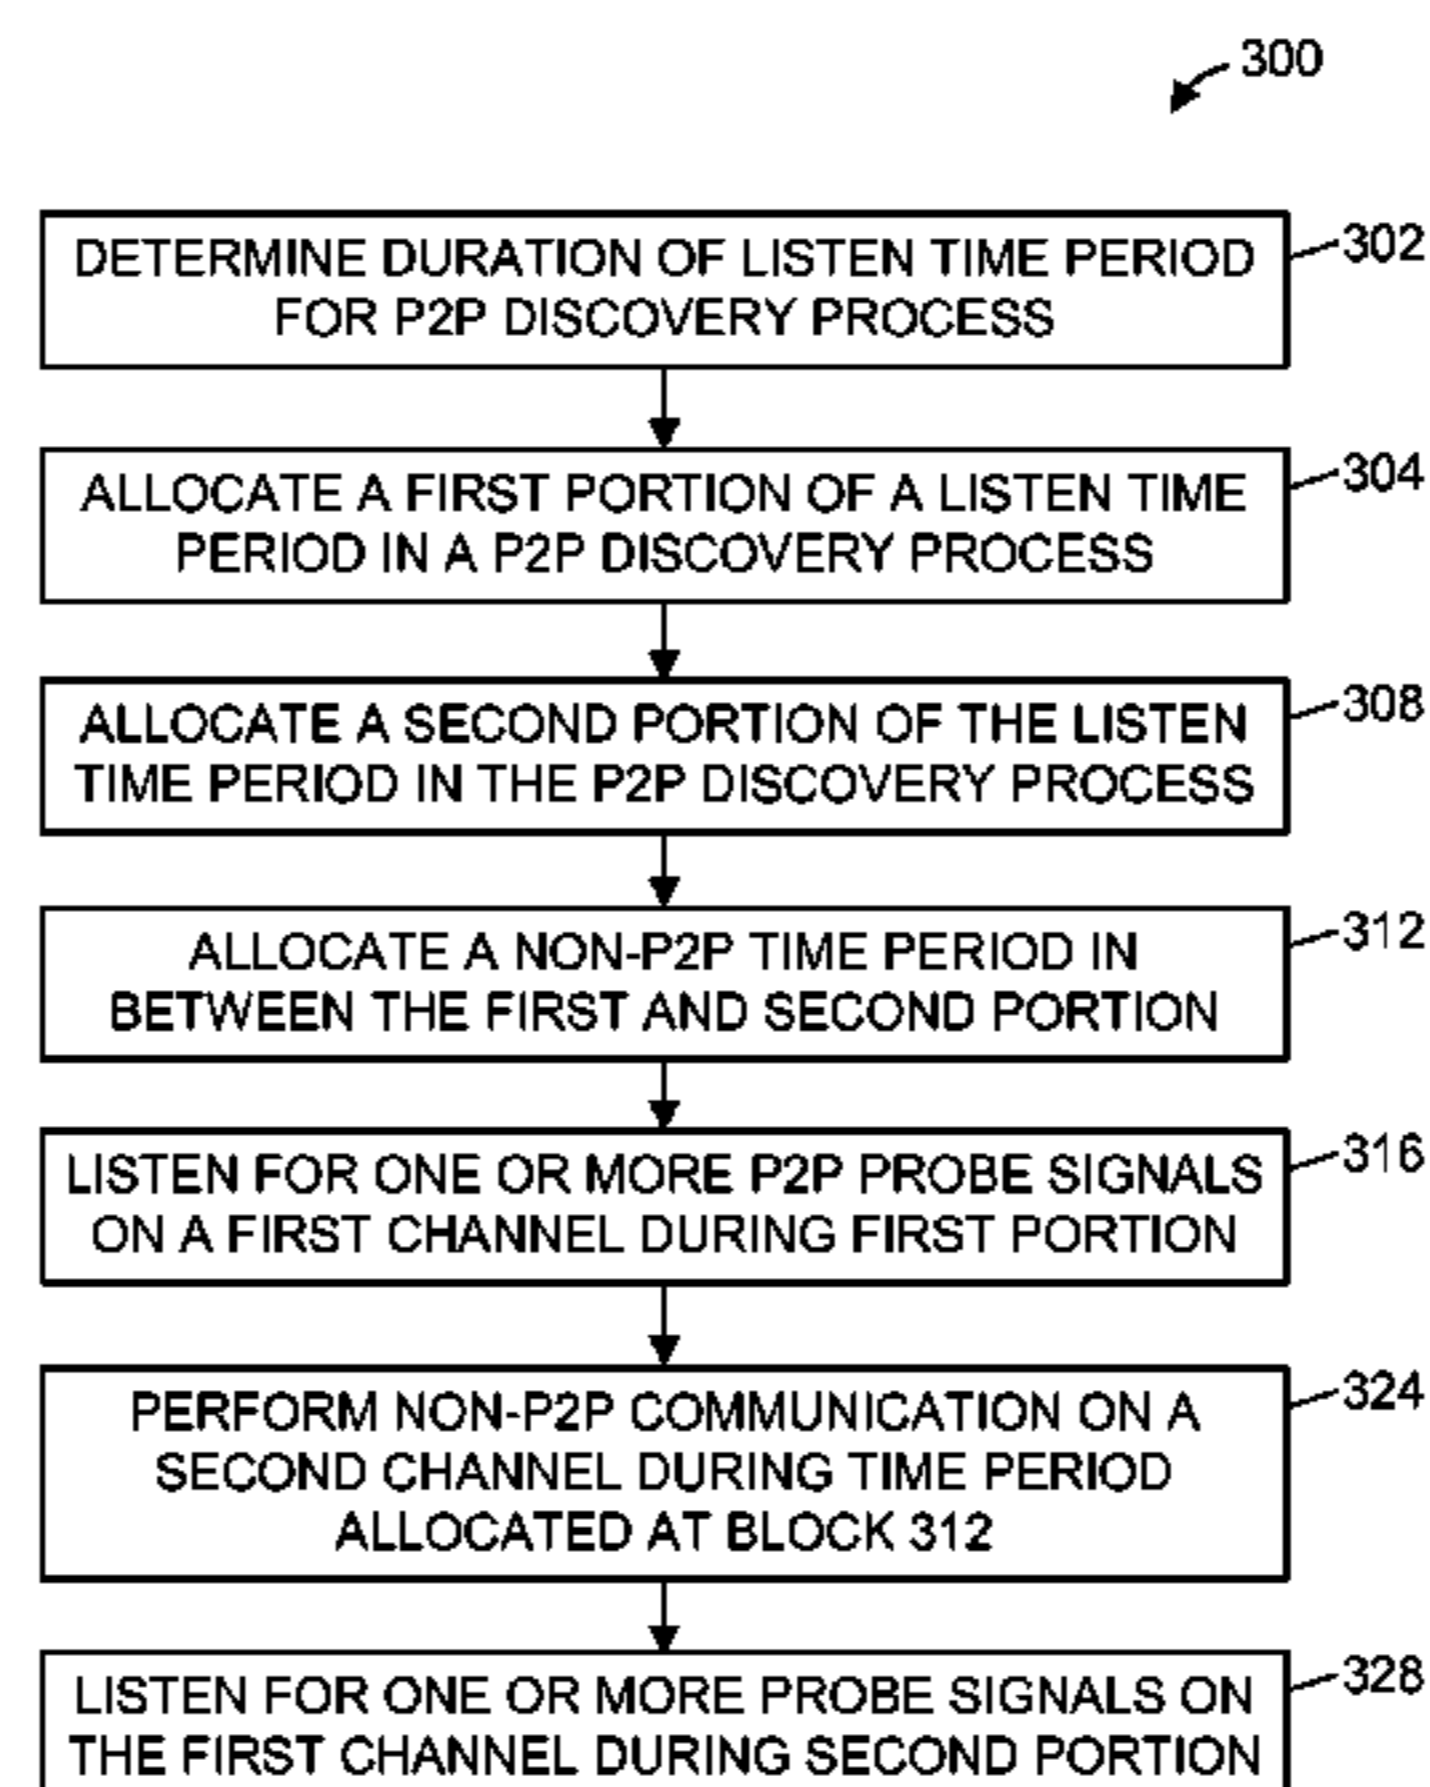 300
DETERMINE DURATION OF LISTEN TIME PERIOD
FOR P2P DISCOVERY PROCESS
302
ALLOCATE A FIRST PORTION OF A LISTEN TIME
PERIOD IN A P2P DISCOVERY PROCESS
304
ALLOCATE A SECOND PORTION OF THE LISTEN
TIME PERIOD IN THE P2P DISCOVERY PROCESS
308
ALLOCATE A NON-P2P TIME PERIOD IN
BETWEEN THE FIRST AND SECOND PORTION
312
LISTEN FOR ONE OR MORE P2P PROBE SIGNALS
ON A FIRST CHANNEL DURING FIRST PORTION
316
PERFORM NON-P2P COMMUNICATION ON A
SECOND CHANNEL DURING TIME PERIOD
ALLOCATED AT BLOCK 312
324
LISTEN FOR ONE OR MORE PROBE SIGNALS ON
THE FIRST CHANNEL DURING SECOND PORTION
328